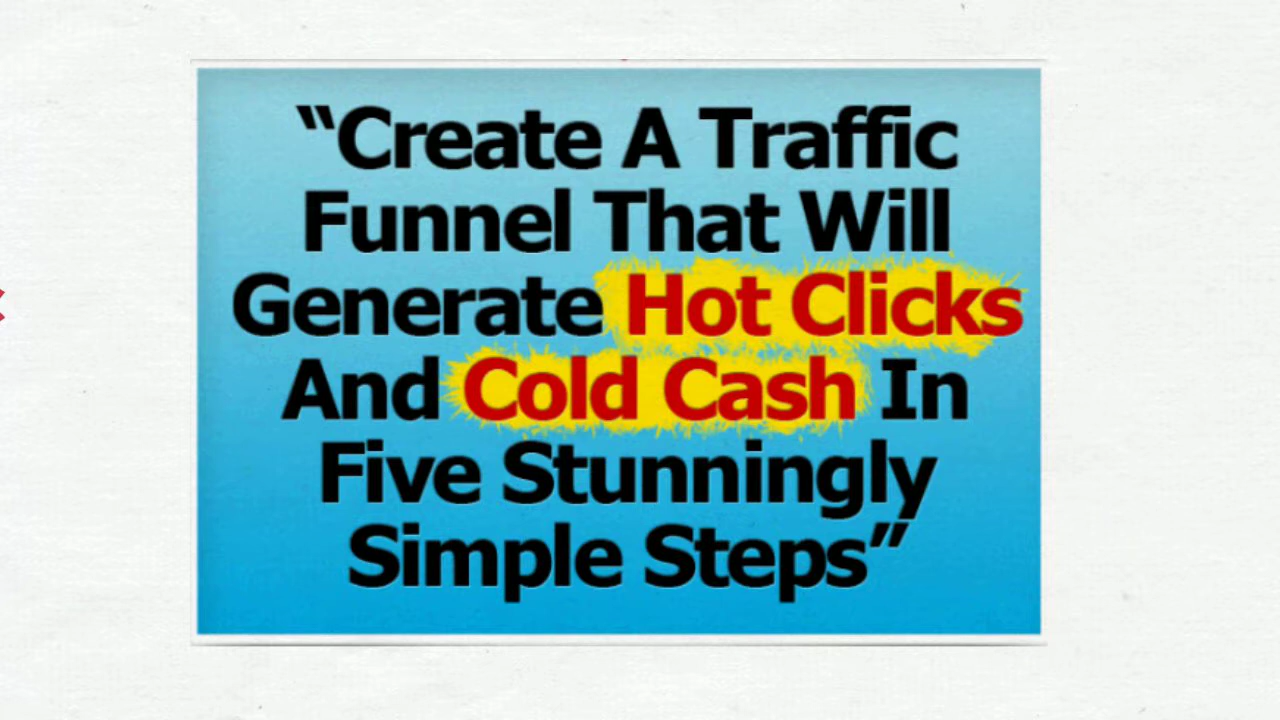 “Create A Traffic
Funnel That Will
Generate Hot Clicks
And Cold Cash In
Five Stunningly
Simple Steps”